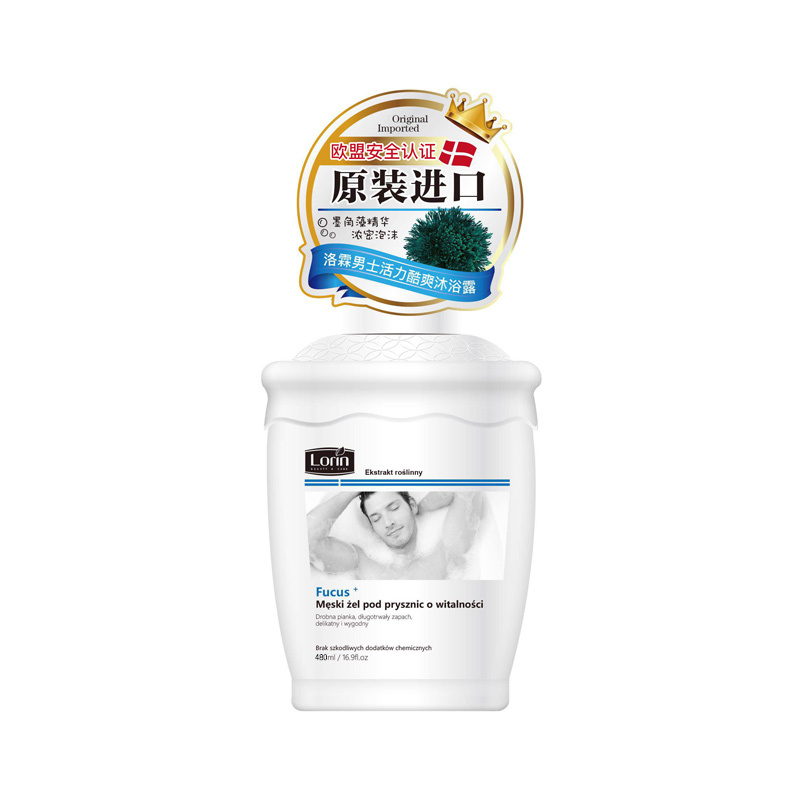 Original
Imported
欧盟安全认证
原装进口
墨角藻精华
浓密泡沫
洛霖男士活力酷爽沐浴露
Lorin
BEAUTY & CARE
Ekstrakt roślinny
Fucus +
Męski żel pod prysznic o witalności
Drobna pianka, długotrwały zapach,
delikatny i wygodny
Brak szkodliwych dodatków chemicznych
480ml / 16.9fl.oz